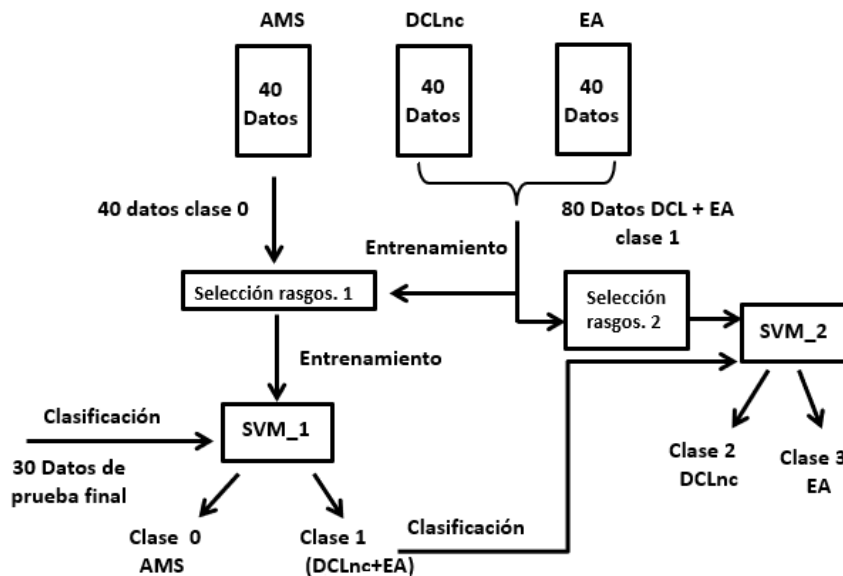 AMS
DCLnc
EA
40
Datos
40
Datos
40
Datos
40 datos clase 0
80 Datos DCL + EA
clase 1
Entrenamiento
Selección rasgos. 1
Selección
rasgos. 2
SVM_2
Entrenamiento
Clasificación
SVM_1
30 Datos de
prueba final
Clase 2
DCLnc
Clase 3
EA
Clase 0
AMS
Clase 1
(DCLnc+EA)
Clasificación